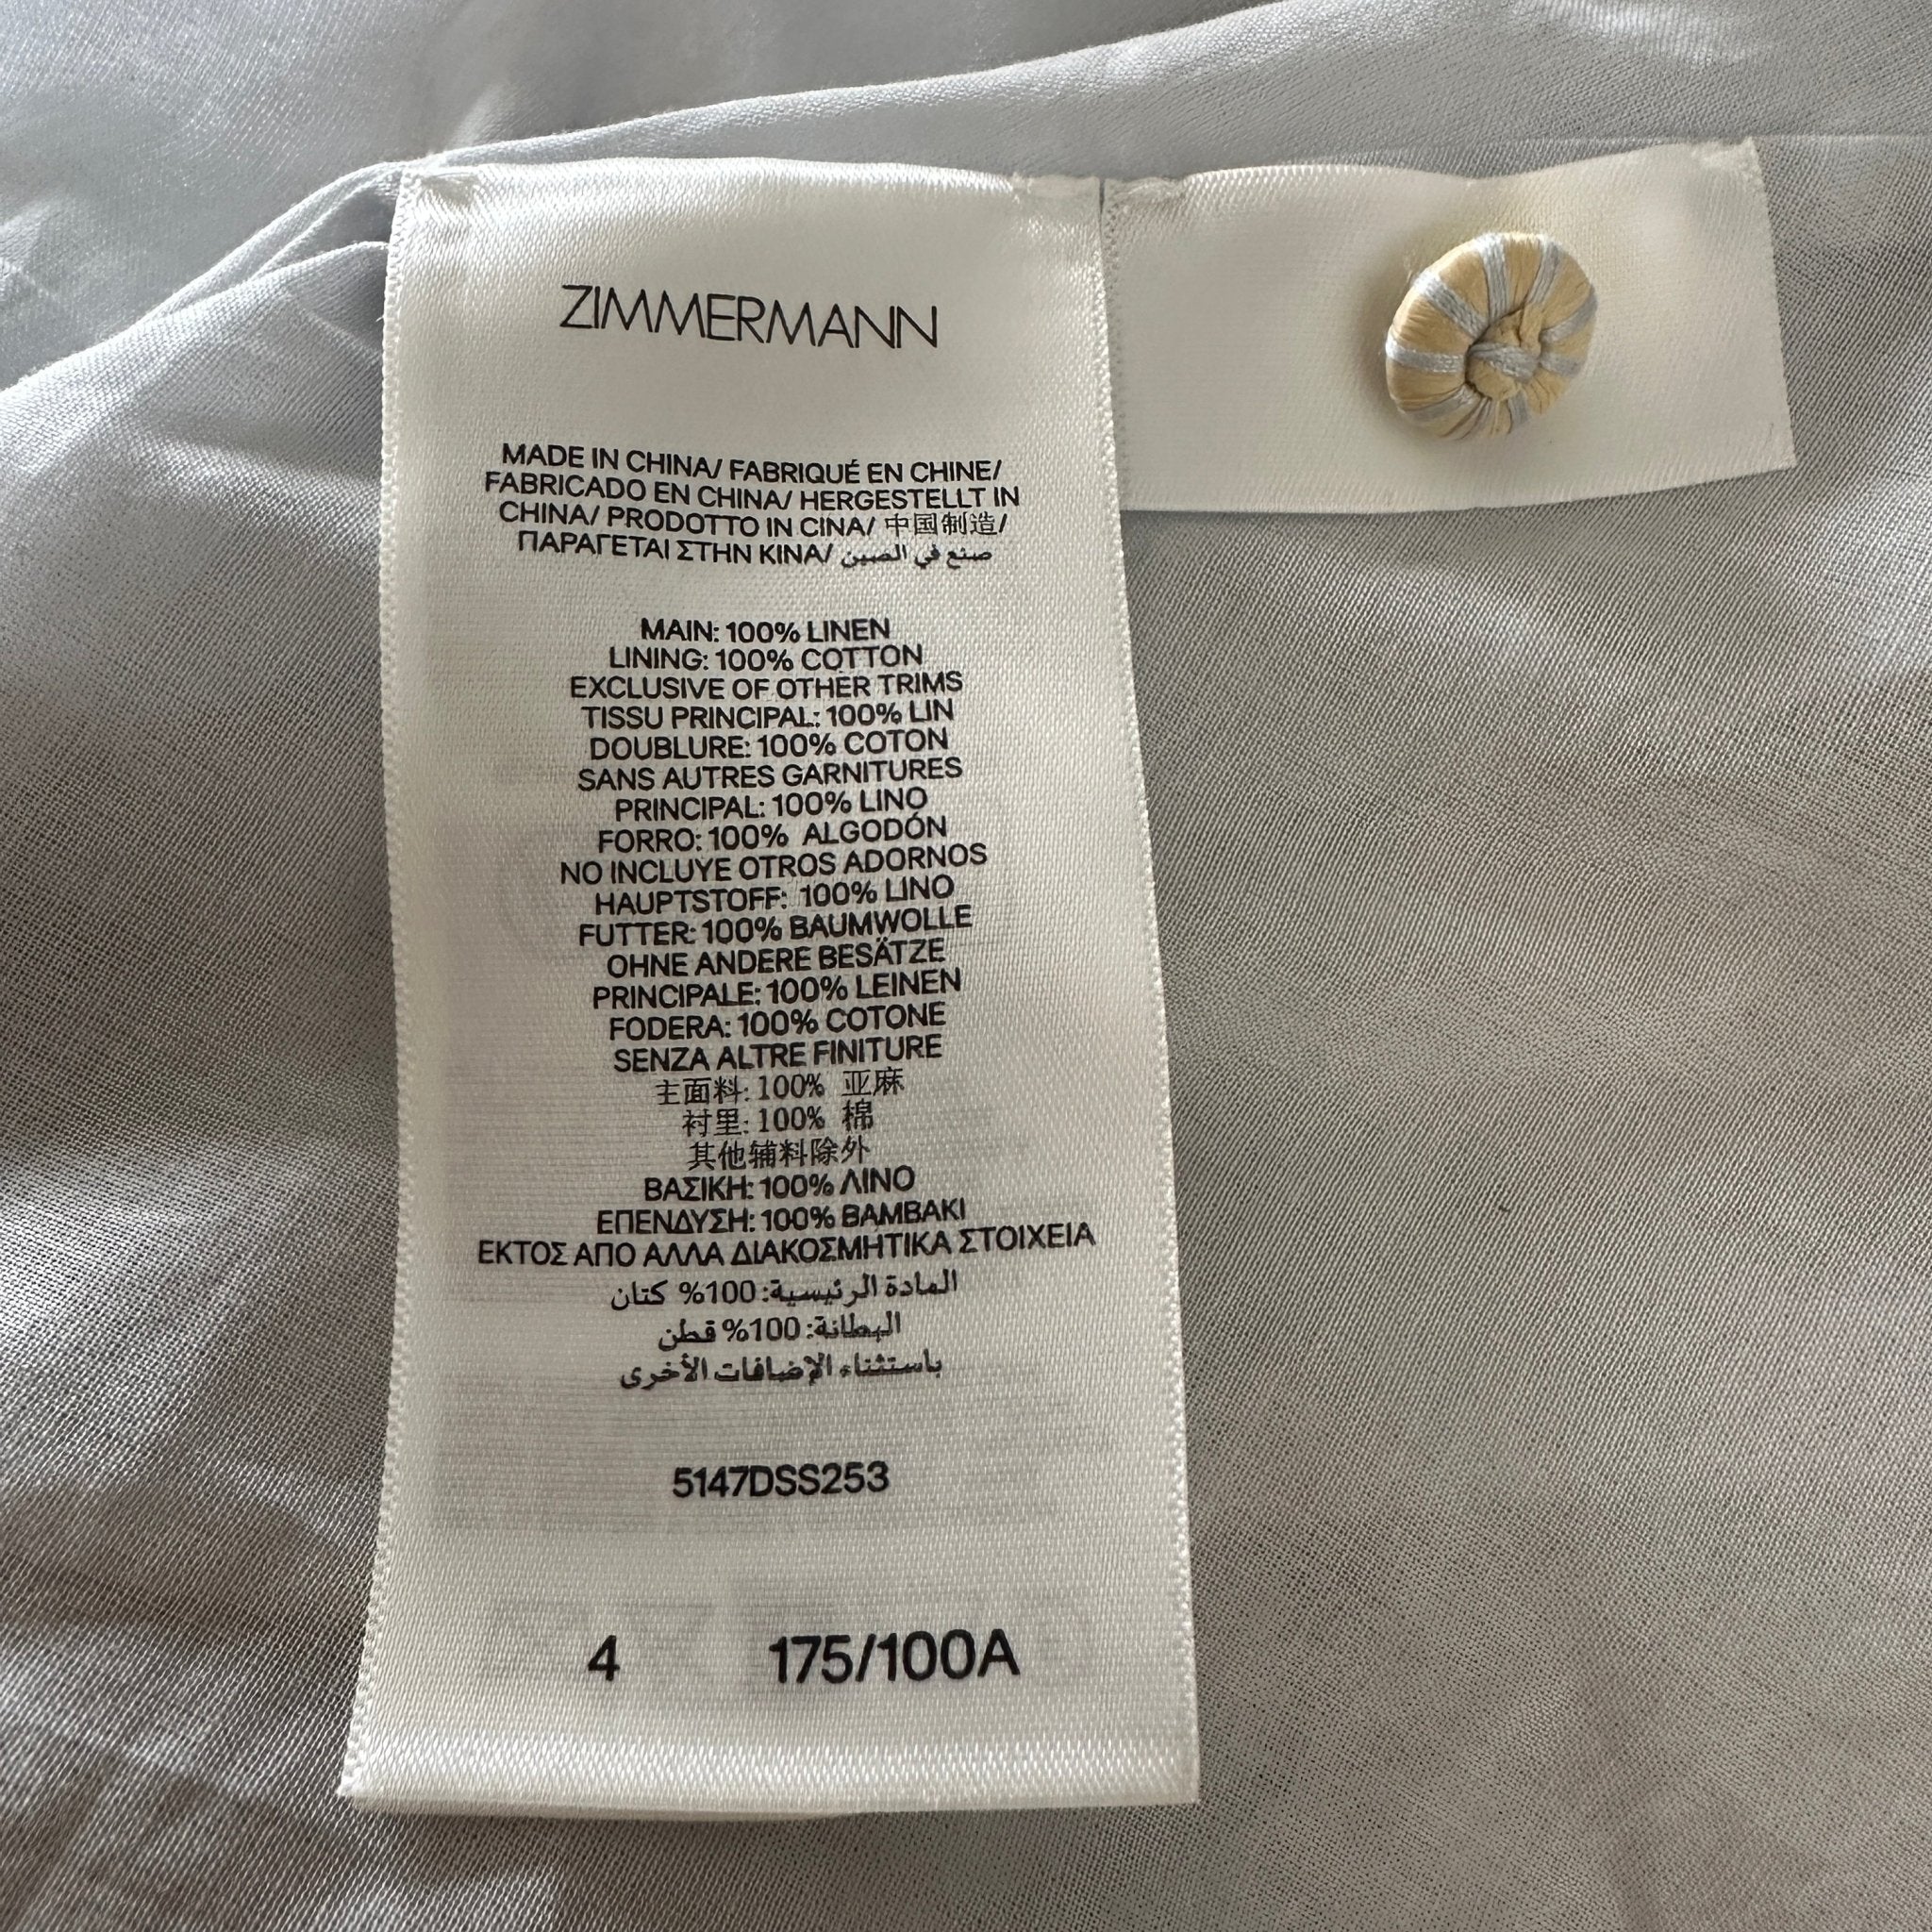 ZIMMERMANN
MADE IN CHINA/ FABRIQUÉ EN CHINE/
FABRICADO EN CHINA/ HERGESTELLT IN
CHINA/ PRODOTTO IN CINA/ 中国制造/
ΠΑΡΑΓΕΤΑΙ ΣΤΗΝ ΚΙΝΑ/ صنع في الصين
MAIN: 100% LINEN
LINING: 100% COTTON
EXCLUSIVE OF OTHER TRIMS
TISSU PRINCIPAL: 100% LIN
DOUBLURE: 100% COTON
SANS AUTRES GARNITURES
PRINCIPAL: 100% LINO
FORRO: 100% ALGODÓN
NO INCLUYE OTROS ADORNOS
HAUPTSTOFF: 100% LINO
FUTTER: 100% BAUMWOLLE
OHNE ANDERE BESÄTZE
PRINCIPALE: 100% LEINEN
FODERA: 100% COTONE
SENZA ALTRE FINITURE
主面料: 100% 亚麻
衬里: 100% 棉
其他辅料除外
ΒΑΣΙΚΗ: 100% ΛΙΝΟ
ΕΠΕΝΔΥΣΗ: 100% ΒΑΜΒΑΚΙ
ΕΚΤΟΣ ΑΠΟ ΑΛΛΑ ΔΙΑΚΟΣΜΗΤΙΚΑ ΣΤΟΙΧΕΙΑ
المادة الرئيسية: 100% كتان
البطانة: 100% قطن
باستثناء الإضافات الأخرى
5147DSS253
4 175/100A